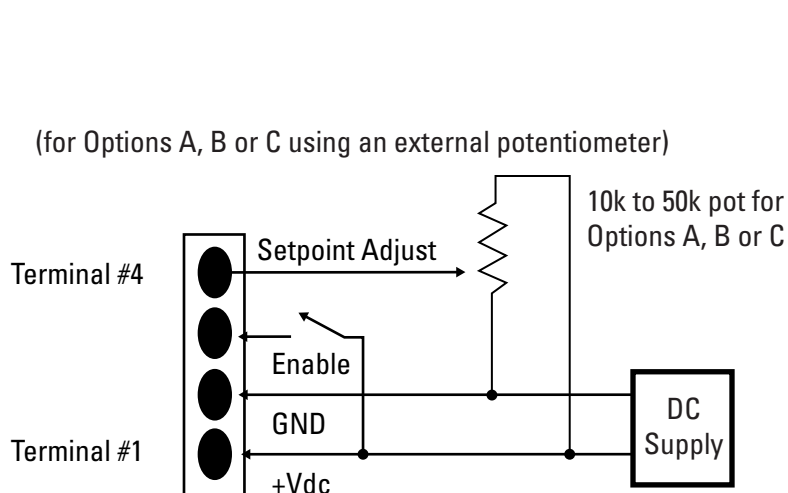 (for Options A, B or C using an external potentiometer)
10k to 50k pot for
Options A, B or C
Setpoint Adjust
Terminal #4
Enable
GND
DC
Supply
Terminal #1
+Vdc